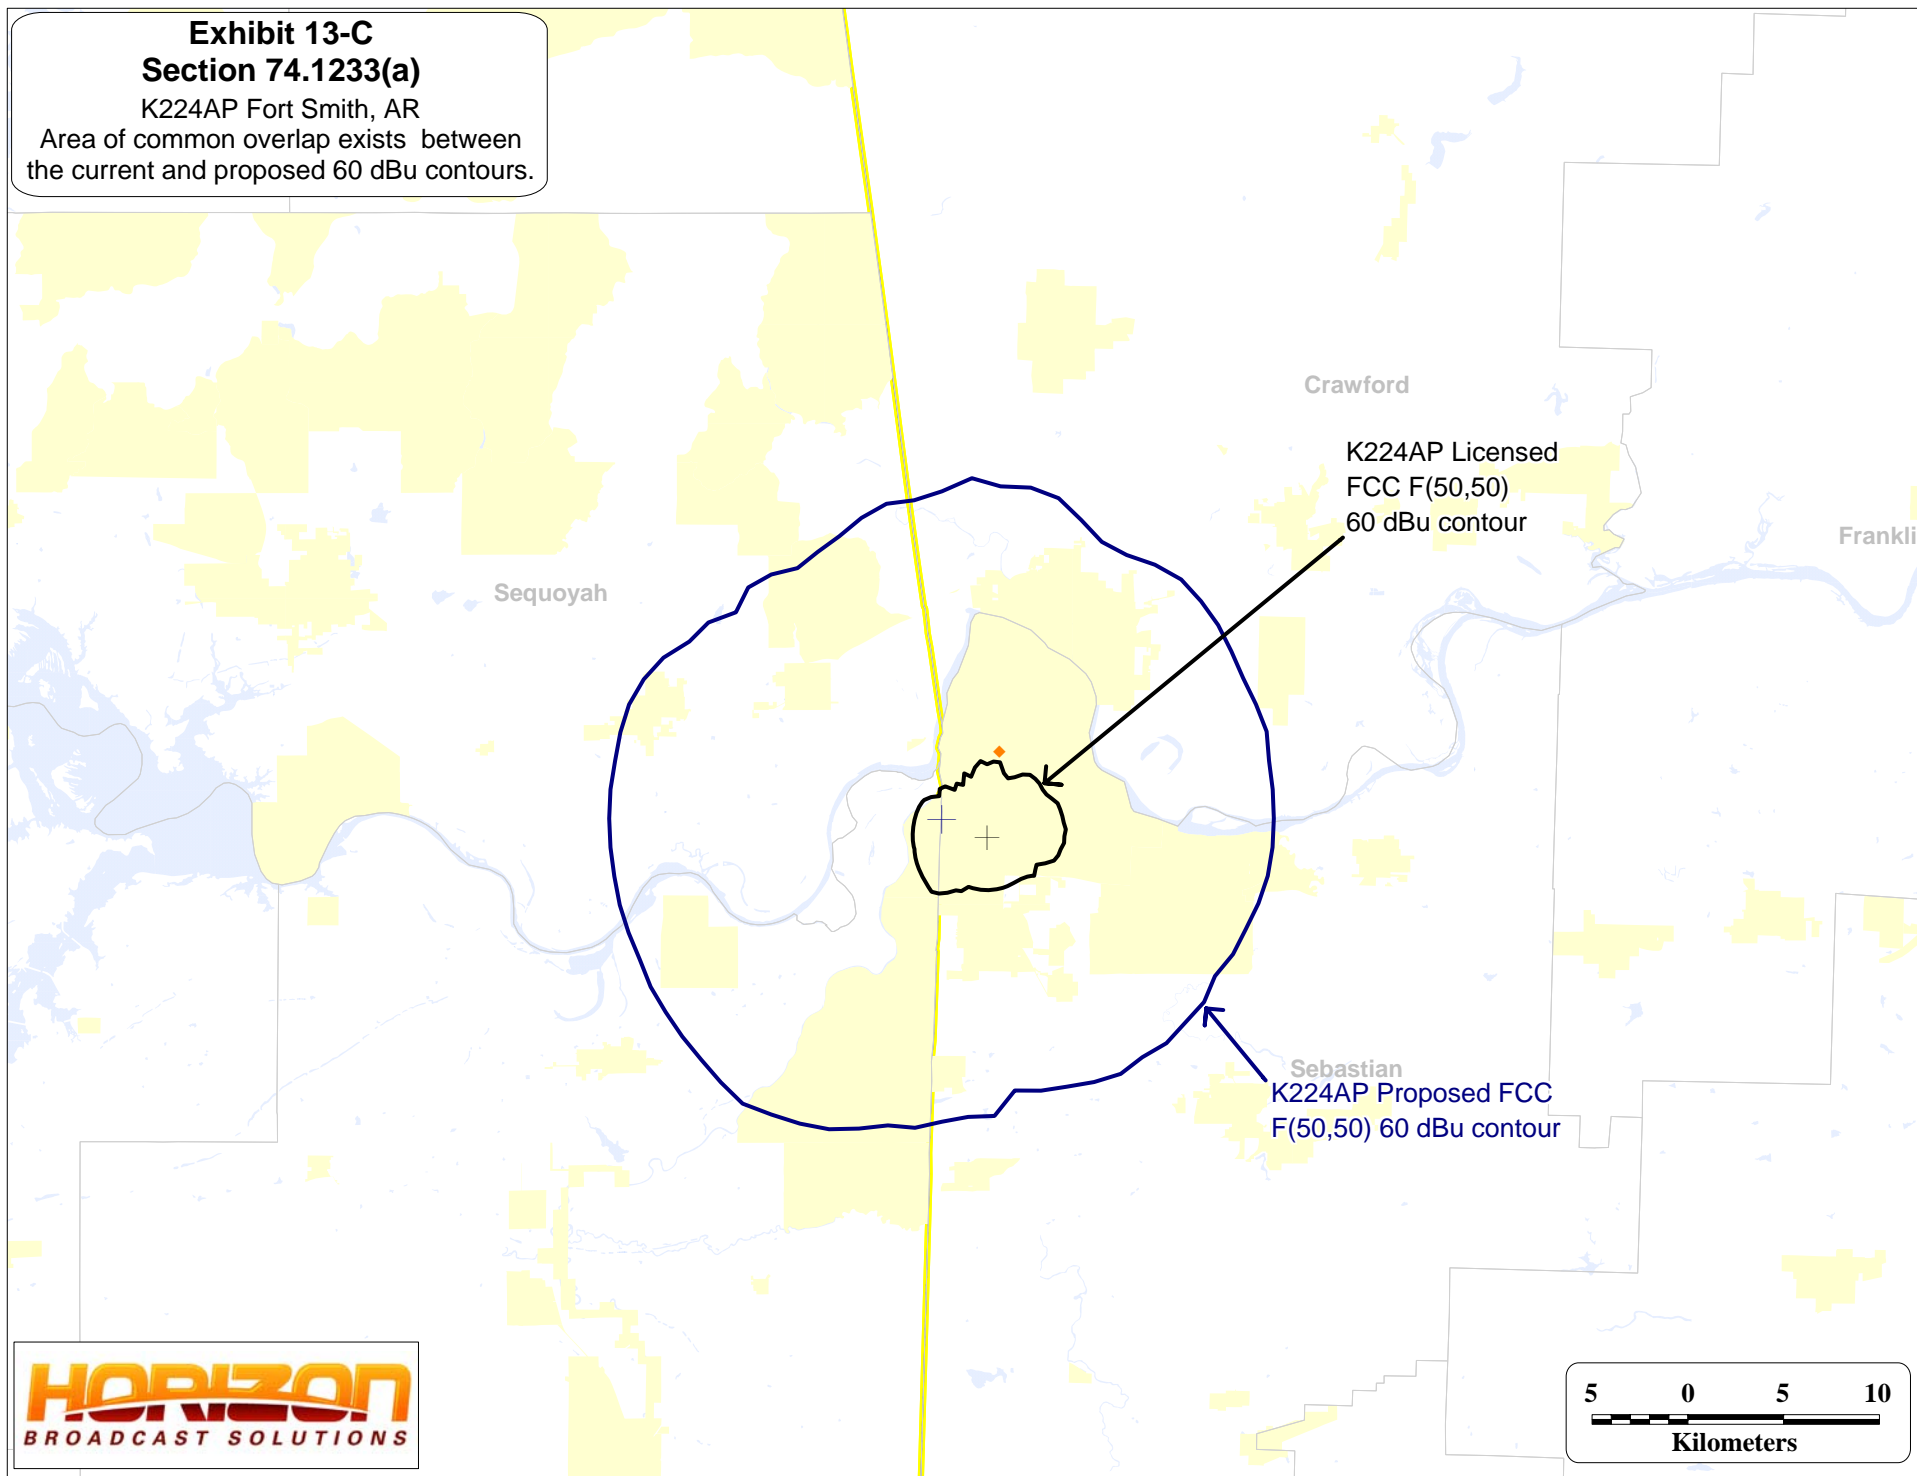 Exhibit 13-C
Section 74.1233(a)
K224AP Fort Smith, AR
Area of common overlap exists between
the current and proposed 60 dBu contours.
Crawford
K224AP Licensed
FCC F(50,50)
60 dBu contour
Frankli
Sequoyah
Sebastian
K224AP Proposed FCC
F(50,50) 60 dBu contour
HORIZON
BROADCAST SOLUTIONS
5 0 5 10
Kilometers